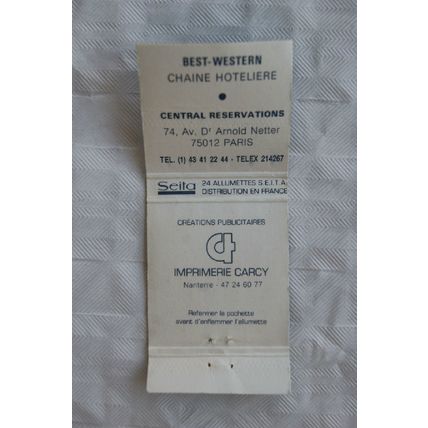 BEST-WESTERN
CHAINE HOTELIERE
•
CENTRAL RESERVATIONS
74, Av. Dr Arnold Netter
75012 PARIS
TEL. (1) 43 41 22 44 - TELEX 214267
Seita 24 ALLUMETTES S.E.I.T.A.
DISTRIBUTION EN FRANCE
CRÉATIONS PUBLICITAIRES
IMPRIMERIE CARCY
Nanterre - 47 24 60 77
Refermer la pochette
avant d'enflammer l'allumette